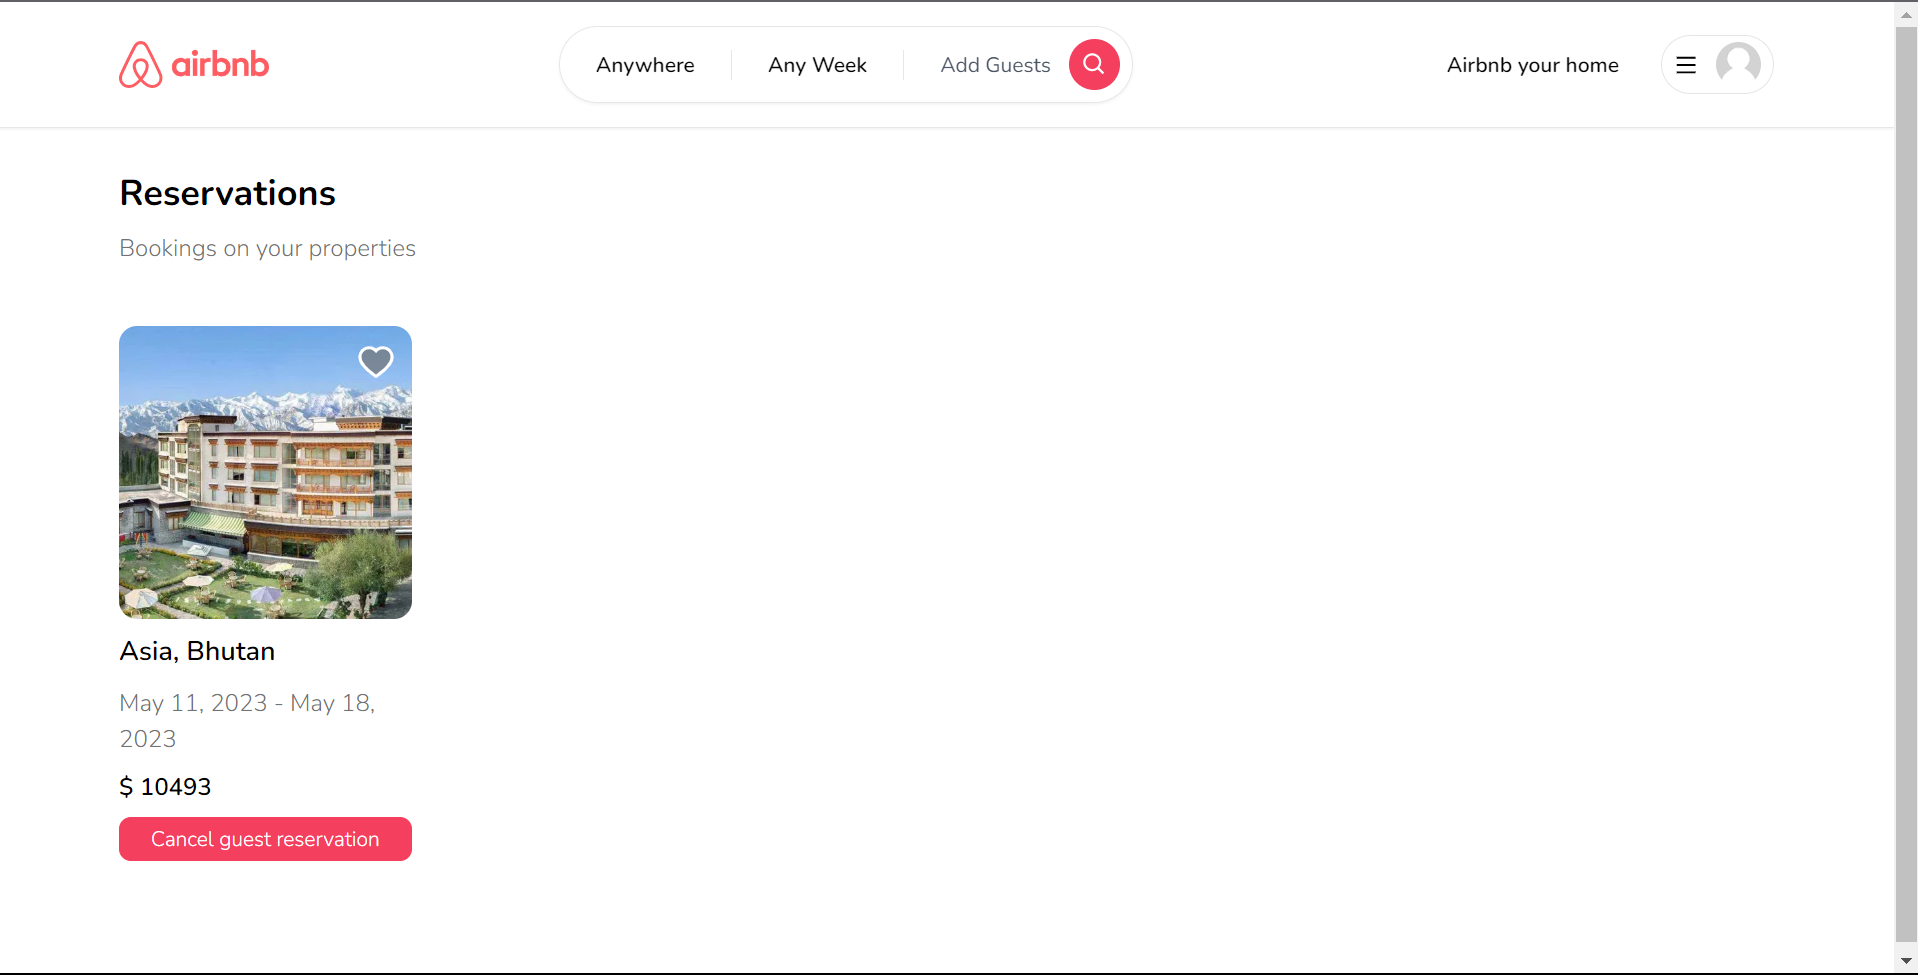 airbnb
Anywhere
Any Week
Add Guests
Airbnb your home
Reservations
Bookings on your properties
Asia, Bhutan
May 11, 2023 - May 18,
2023
$ 10493
Cancel guest reservation